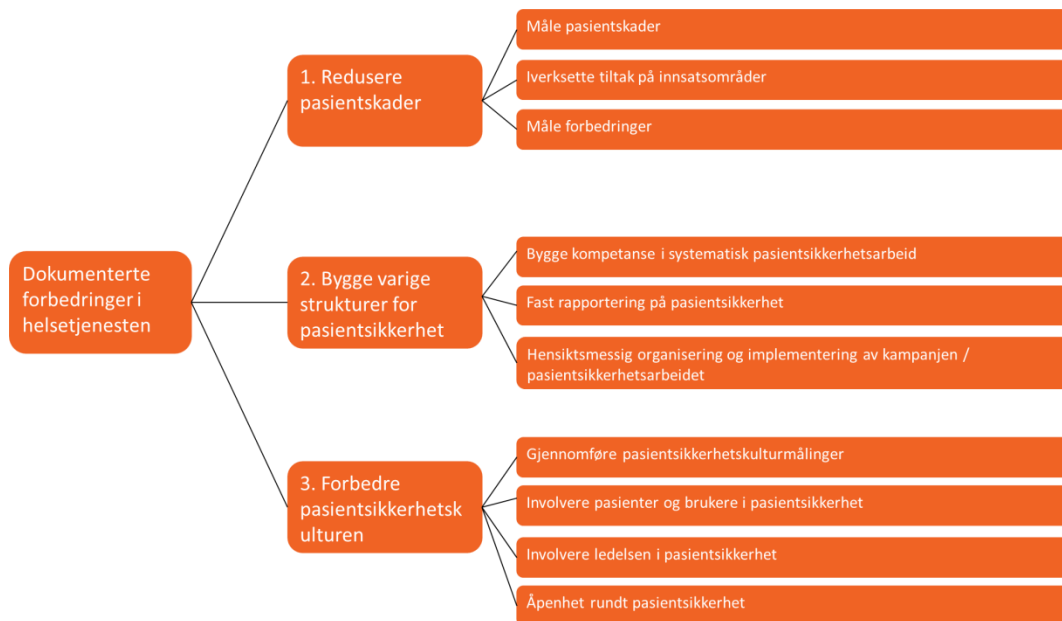 Dokumenterte
forbedringer i
helsetjenesten
1. Redusere
pasientskader
Måle pasientskader
Iverksette tiltak på innsatsområder
Måle forbedringer
2. Bygge varige
strukturer for
pasientsikkerhet
Bygge kompetanse i systematisk pasientsikkerhetsarbeid
Fast rapportering på pasientsikkerhet
Hensiktsmessig organisering og implementering av kampanjen /
pasientsikkerhetsarbeidet
3. Forbedre
pasientsikkerhetsk
ulturen
Gjennomføre pasientsikkerhetskulturmålinger
Involvere pasienter og brukere i pasientsikkerhet
Involvere ledelsen i pasientsikkerhet
Åpenhet rundt pasientsikkerhet